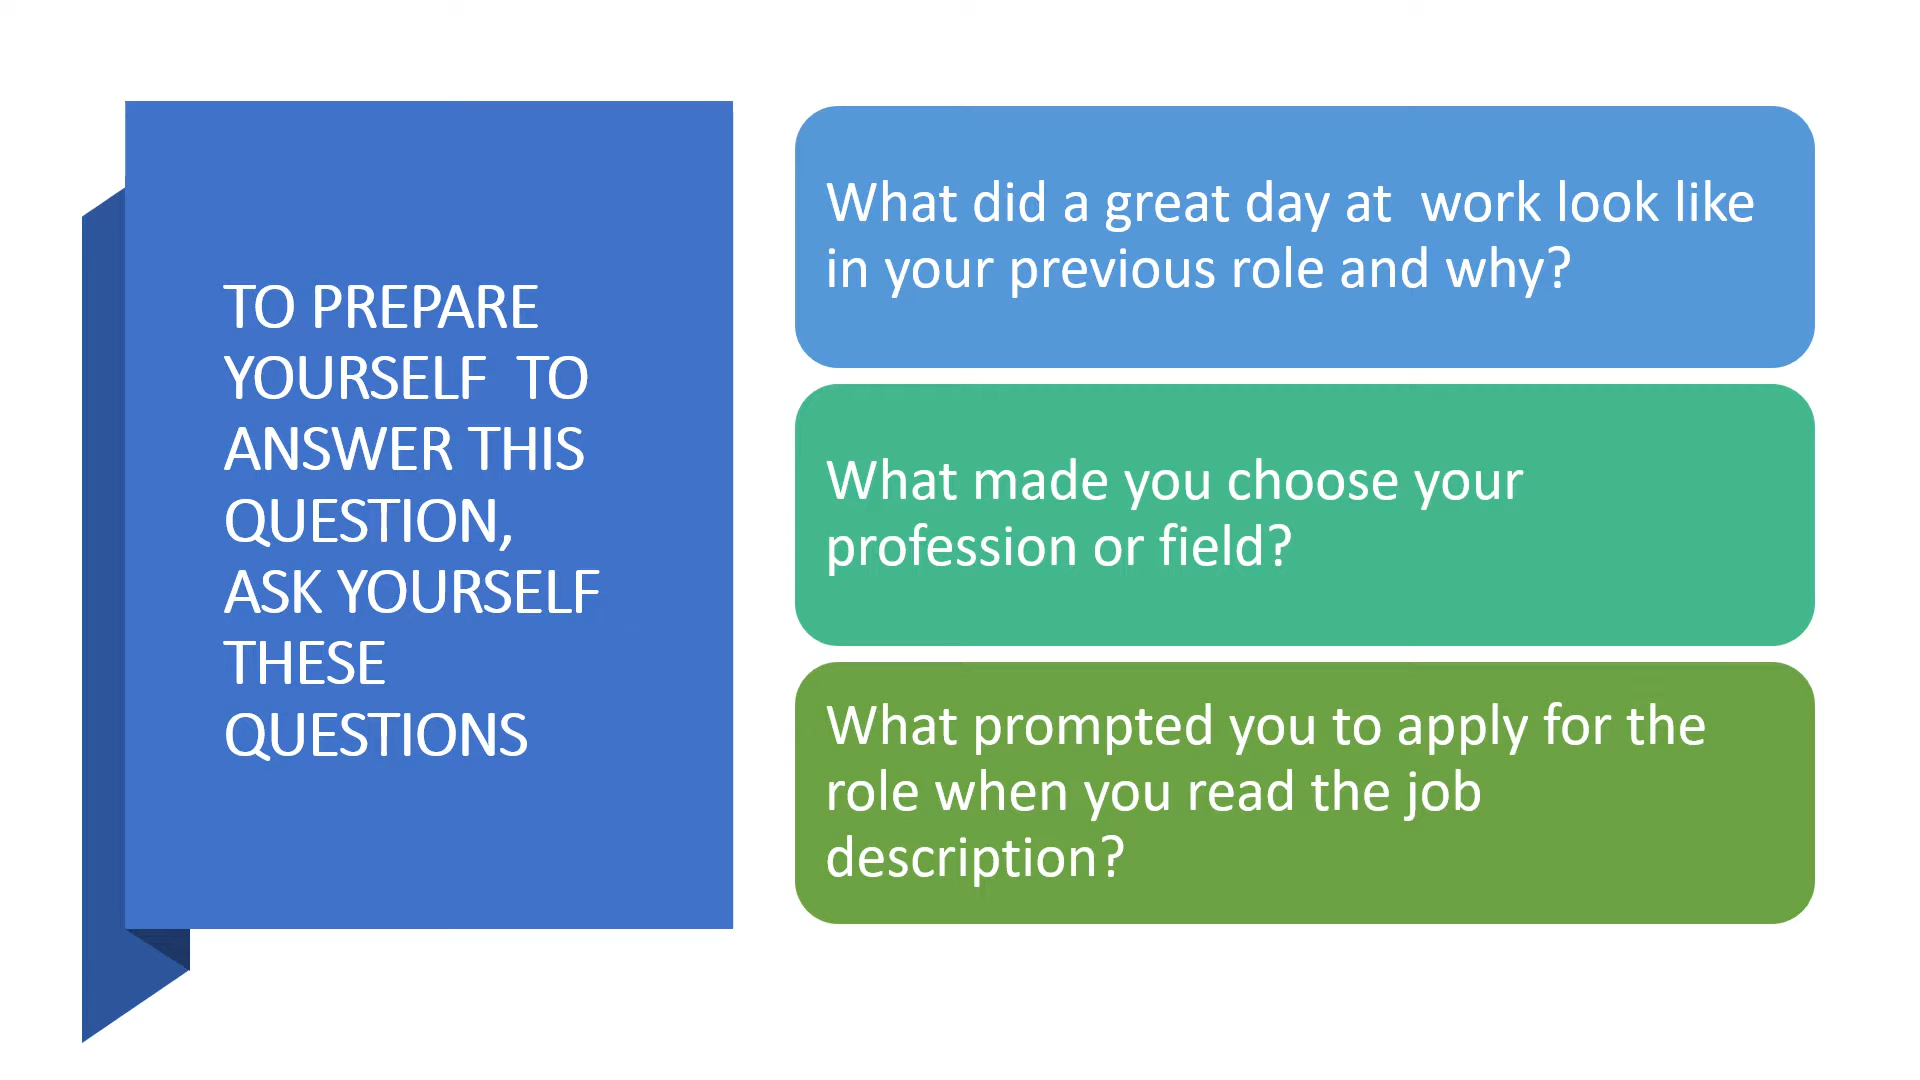 TO PREPARE
YOURSELF  TO
ANSWER THIS
QUESTION,
ASK YOURSELF
THESE
QUESTIONS
What did a great day at  work look like
in your previous role and why?
What made you choose your
profession or field?
What prompted you to apply for the
role when you read the job
description?